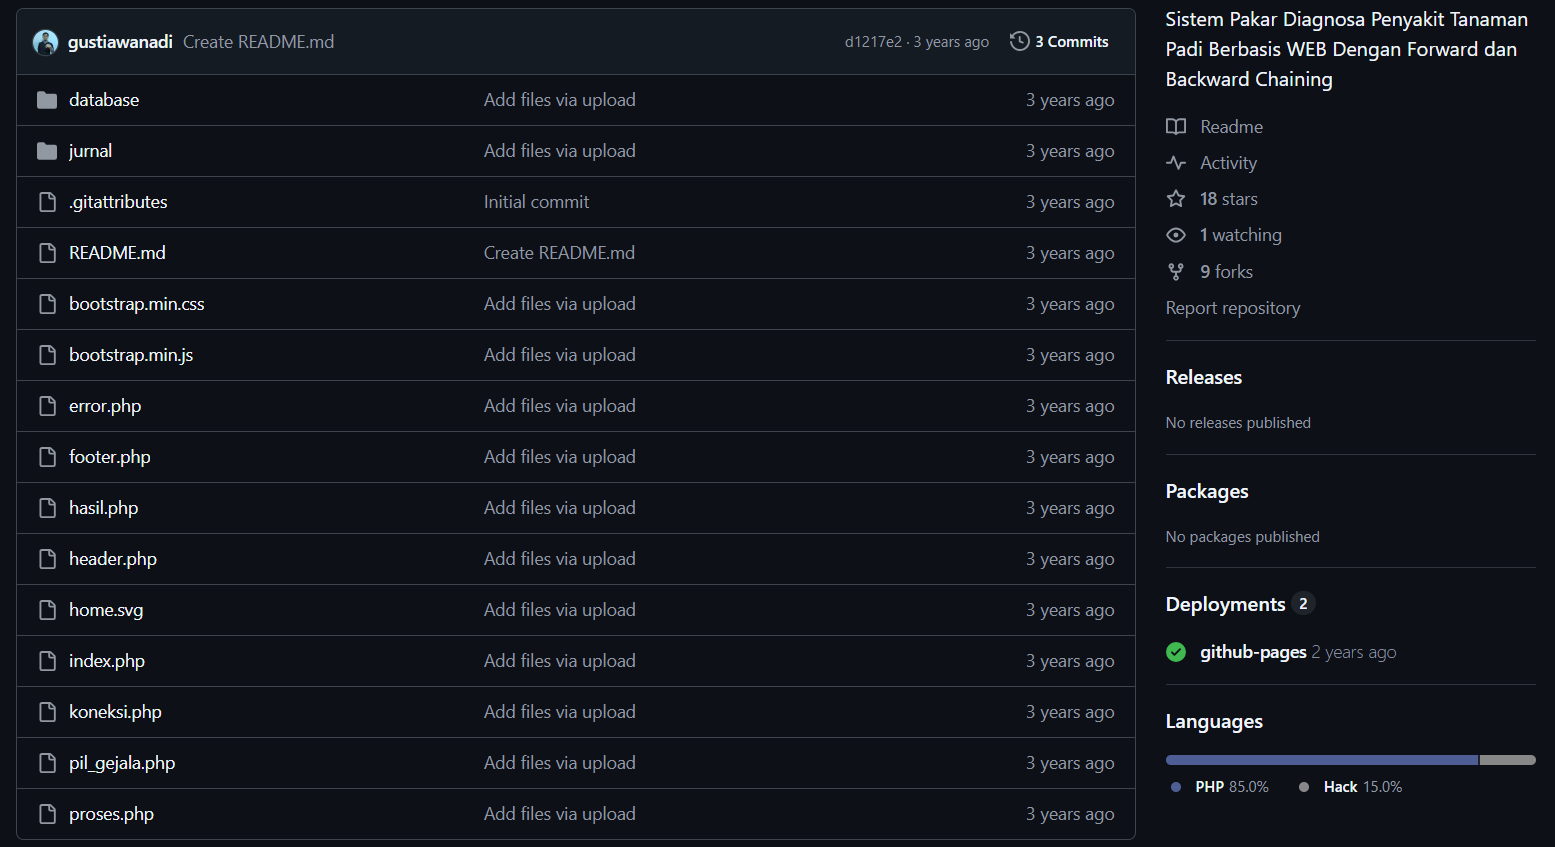 gustiawanadi Create README.md d1217e2 · 3 years ago 3 Commits
database Add files via upload 3 years ago
jurnal Add files via upload 3 years ago
.gitattributes Initial commit 3 years ago
README.md Create README.md 3 years ago
bootstrap.min.css Add files via upload 3 years ago
bootstrap.min.js Add files via upload 3 years ago
error.php Add files via upload 3 years ago
footer.php Add files via upload 3 years ago
hasil.php Add files via upload 3 years ago
header.php Add files via upload 3 years ago
home.svg Add files via upload 3 years ago
index.php Add files via upload 3 years ago
koneksi.php Add files via upload 3 years ago
pil_gejala.php Add files via upload 3 years ago
proses.php Add files via upload 3 years ago
Sistem Pakar Diagnosa Penyakit Tanaman
Padi Berbasis WEB Dengan Forward dan
Backward Chaining
Readme
Activity
18 stars
1 watching
9 forks
Report repository
Releases
No releases published
Packages
No packages published
Deployments 2
github-pages 2 years ago
Languages
PHP 85.0% Hack 15.0%